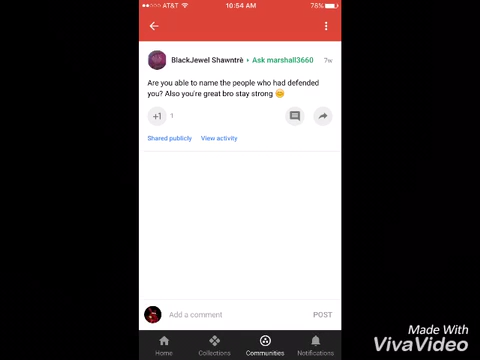 AT&T 10:54 AM 78%
BlackJewel Shawntrè ▸ Ask marshall3660 7w
Are you able to name the people who had defended
you? Also you're great bro stay strong 😊
+1 1
Shared publicly View activity
Add a comment POST
Home Collections Communities Notifications
Made With
VivaVideo